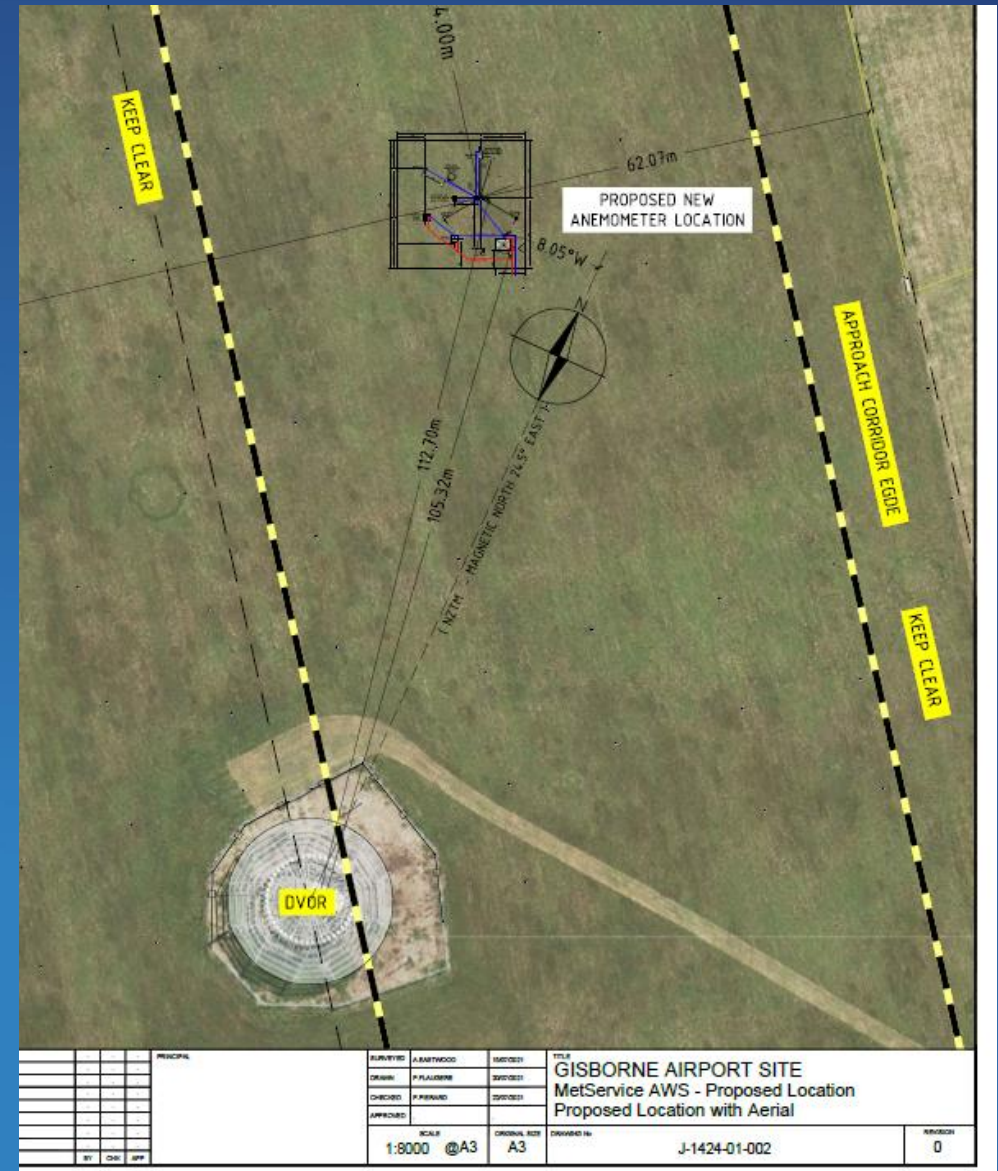 4.00m
KEEP CLEAR
62.07m
PROPOSED NEW
ANEMOMETER LOCATION
8.05°W
N
APPROACH CORRIDOR EGDE
112.70m
105.32m
( NZTM - MAGNETIC NORTH 24.5° EAST )
KEEP CLEAR
DVOR
PRINCIPAL
BY CHK APP
SURVEYED A.EASTWOOD
DRAWN
CHECKED
APPROVED
SCALE
1:8000 @A3
ORIGINAL SIZE
A3
TITLE
GISBORNE AIRPORT SITE
MetService AWS - Proposed Location
Proposed Location with Aerial
DRAWING No
J-1424-01-002
REVISION
0